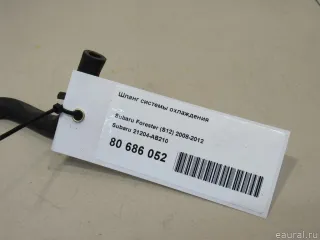 Шланг системы охлаждения
Subaru Forester (S12) 2008-2012
Subaru 21204-AB210
80 686 052
eaural.ru